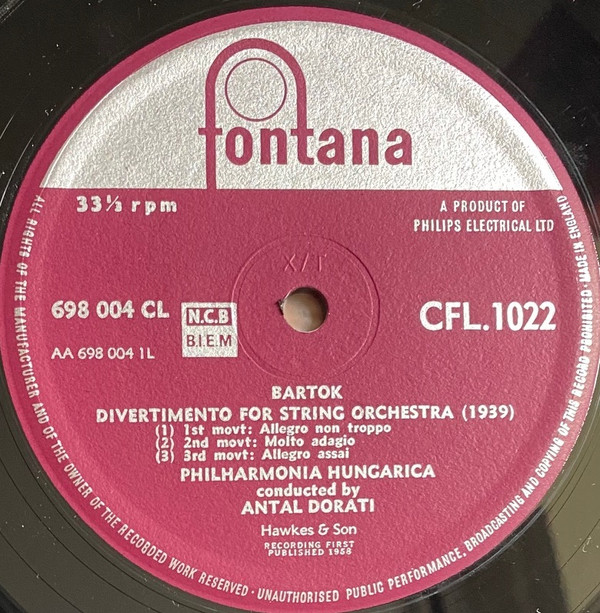 fontana
33⅓ rpm
A PRODUCT OF
PHILIPS ELECTRICAL LTD
698 004 CL
N.C.B
B.I.E.M
CFL.1022
AA 698 004 1L
I/X
BARTOK
DIVERTIMENTO FOR STRING ORCHESTRA (1939)
(1) 1st movt: Allegro non troppo
(2) 2nd movt: Molto adagio
(3) 3rd movt: Allegro assai
PHILHARMONIA HUNGARICA
conducted by
ANTAL DORATI
Hawkes & Son
RECORDING FIRST
PUBLISHED 1958
ALL RIGHTS OF THE MANUFACTURER AND OF THE OWNER OF THE RECORDED WORK RESERVED · UNAUTHORISED PUBLIC PERFORMANCE, BROADCASTING AND COPYING OF THIS RECORD PROHIBITED · MADE IN ENGLAND